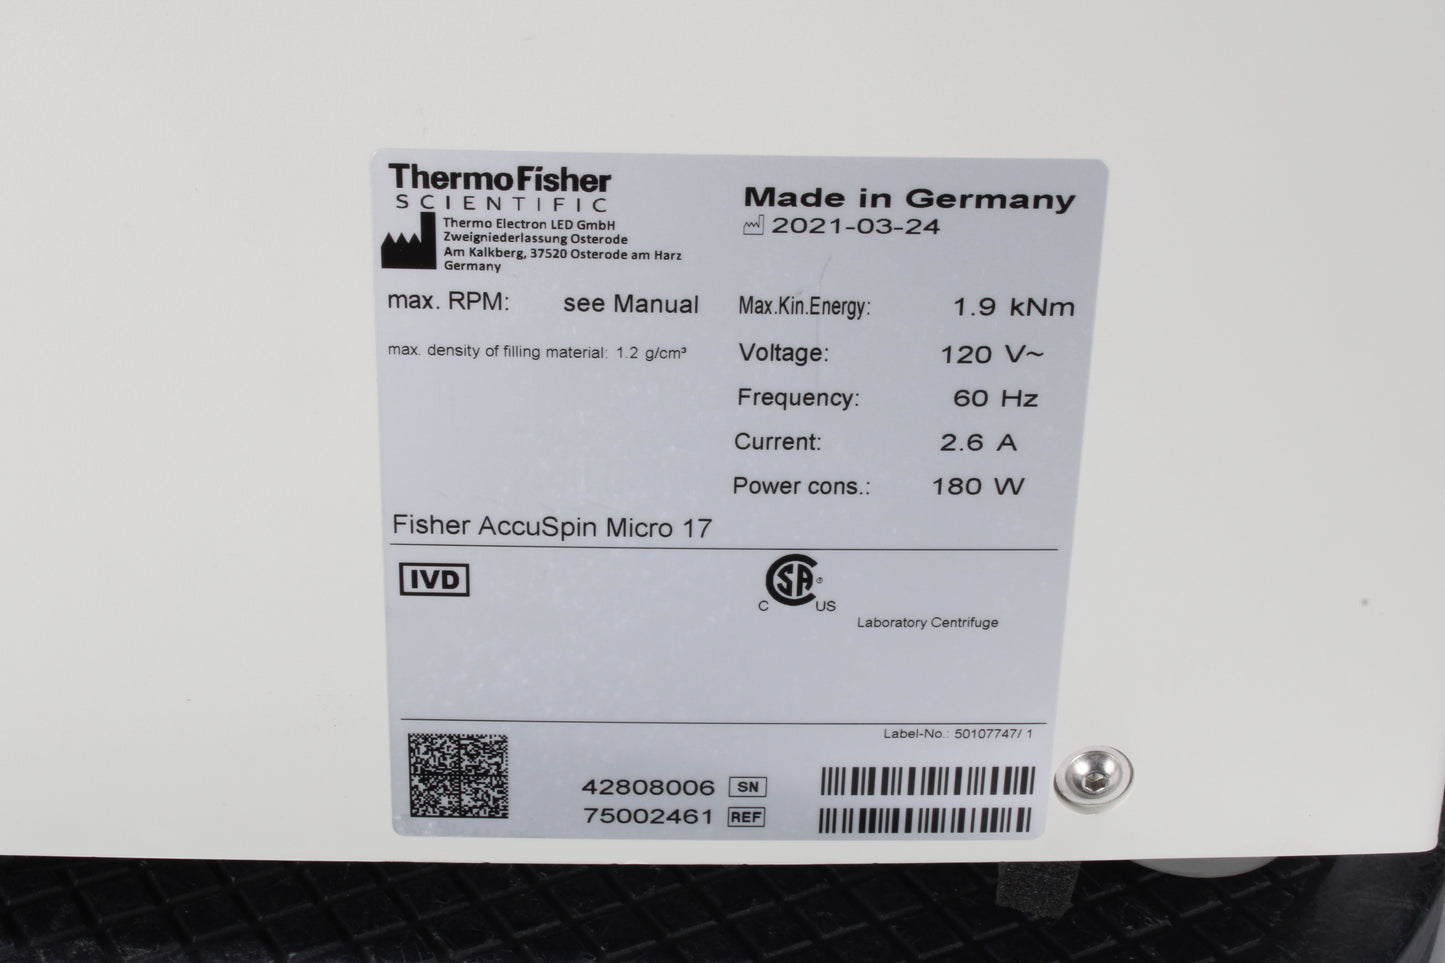 ThermoFisher
SCIENTIFIC
Thermo Electron LED GmbH
Zweigniederlassung Osterode
Am Kalkberg, 37520 Osterode am Harz
Germany
Made in Germany
2021-03-24
max. RPM: see Manual
max. density of filling material: 1.2 g/cm³
Max.Kin.Energy: 1.9 kNm
Voltage: 120 V~
Frequency: 60 Hz
Current: 2.6 A
Power cons.: 180 W
Fisher AccuSpin Micro 17
IVD
C SA® US
Laboratory Centrifuge
Label-No.: 50107747/ 1
42808006 SN
75002461 REF